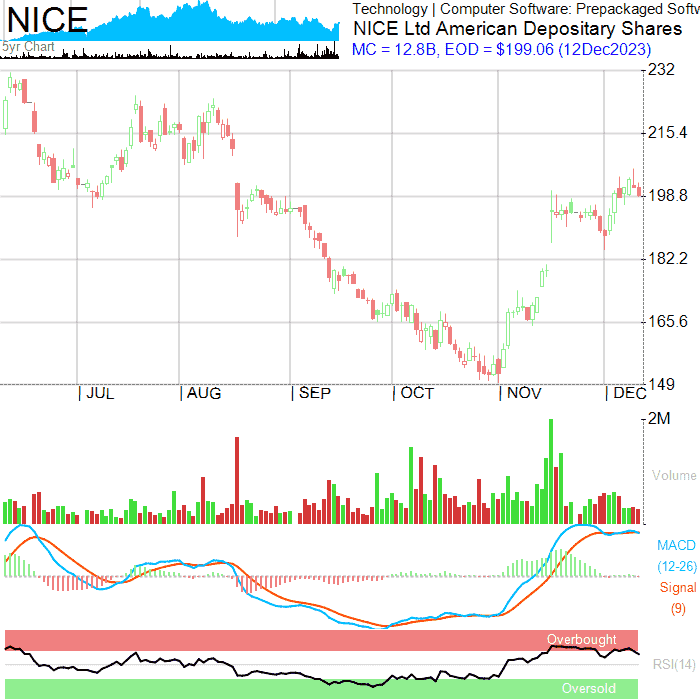 NICE
5yr Chart
Technology | Computer Software: Prepackaged Softw
NICE Ltd American Depositary Shares
MC = 12.8B, EOD = $199.06 (12Dec2023)
232
215.4
198.8
182.2
165.6
149
JUL AUG SEP OCT NOV DEC
2M
Volume
MACD
(12-26)
Signal
(9)
Overbought
RSI(14)
Oversold